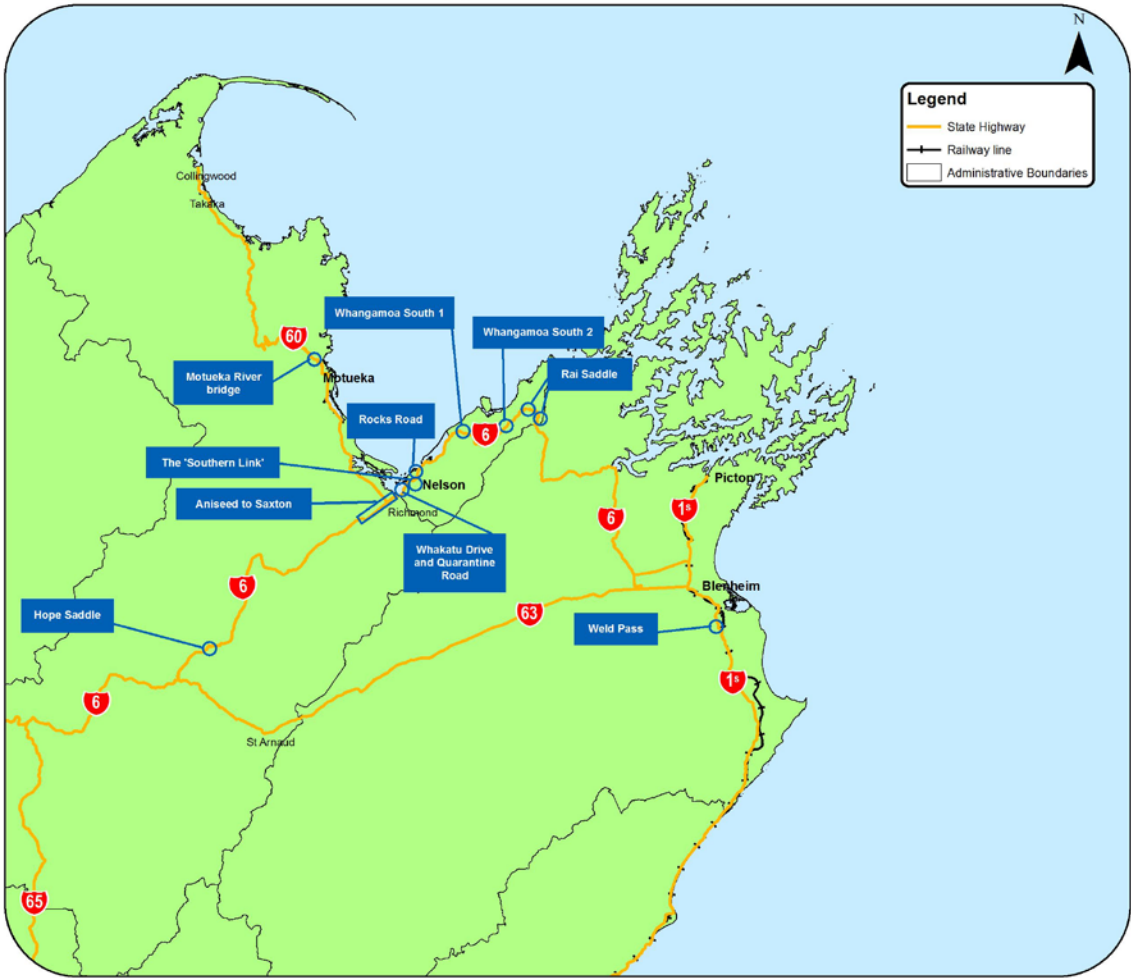 N
Legend
State Highway
Railway line
Administrative Boundaries
Collingwood
Takaka
60
Whangamoa South 1
Whangamoa South 2
Motueka River
bridge
Motueka
Rai Saddle
Rocks Road
6
The 'Southern Link'
Nelson
Picton
Aniseed to Saxton
Richmond
6
1S
Whakatu Drive
and Quarantine
Road
6
Blenheim
Hope Saddle
63
Weld Pass
1S
6
St Arnaud
65